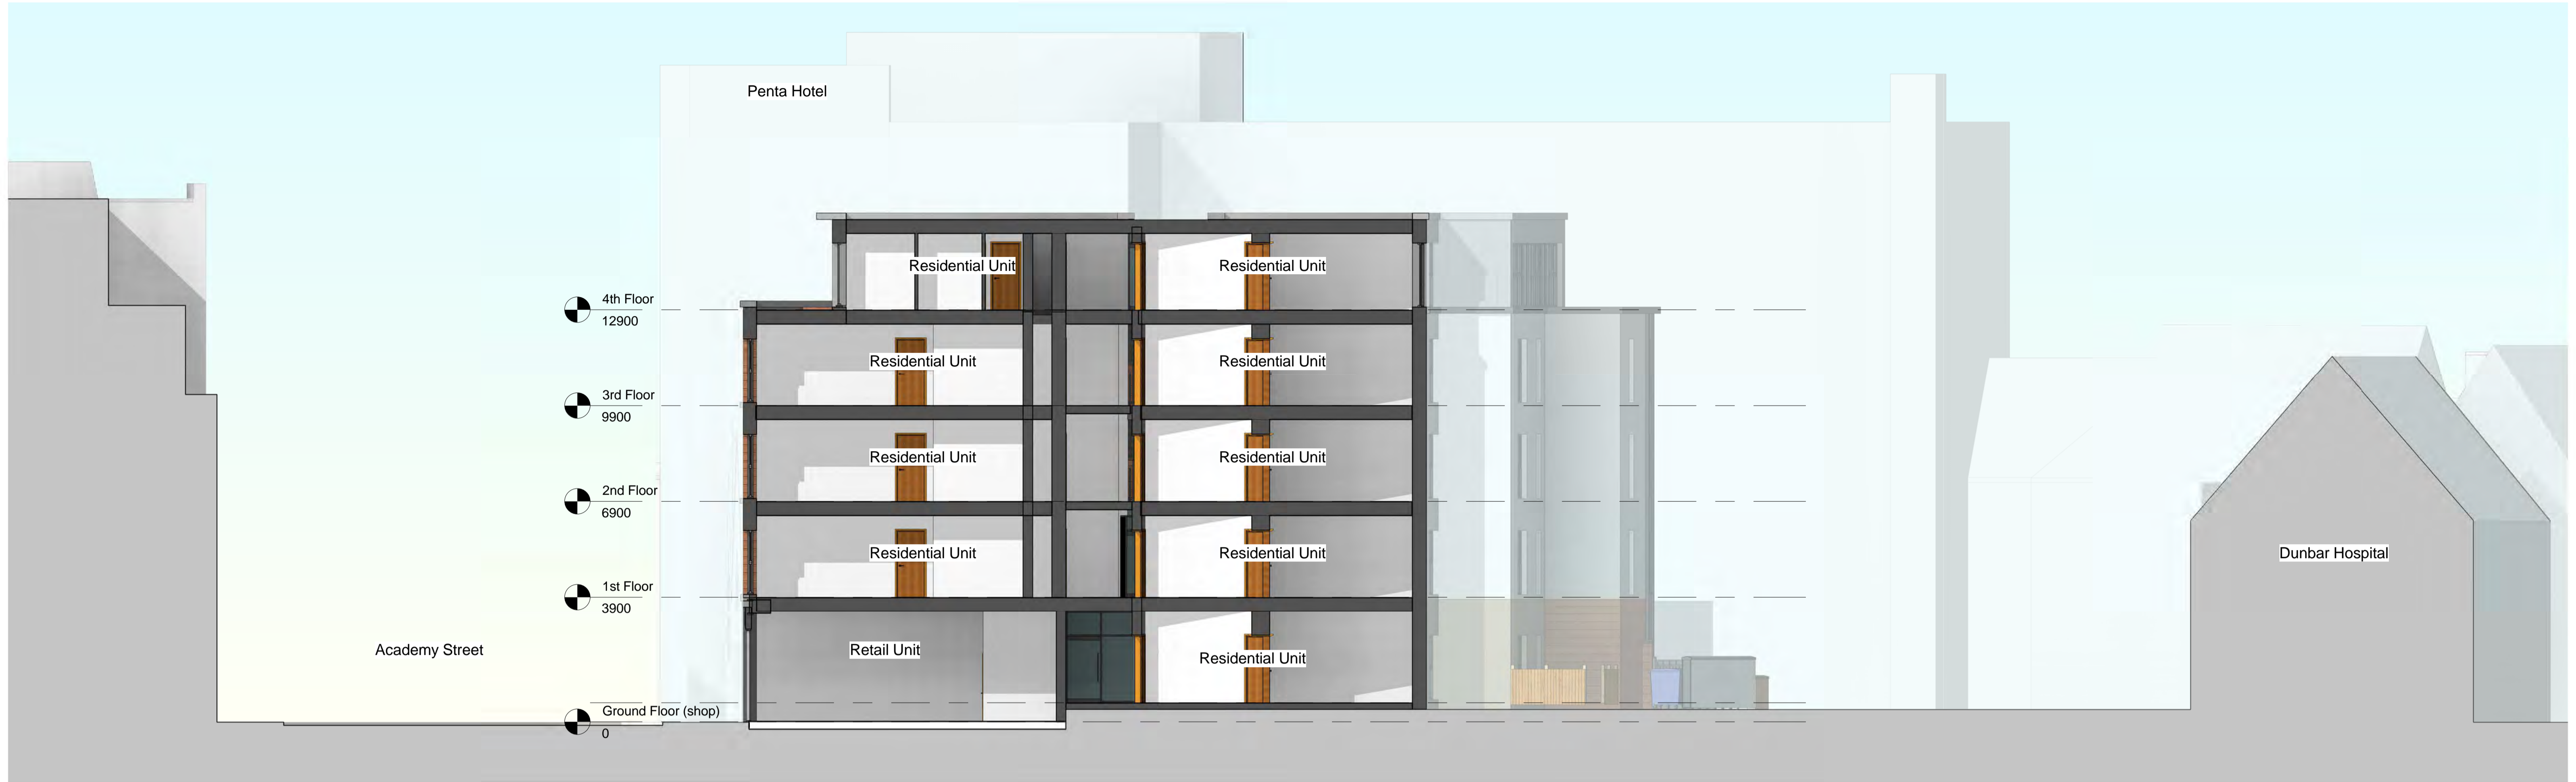 Penta Hotel
Residential Unit
Residential Unit
4th Floor
12900
Residential Unit
Residential Unit
3rd Floor
9900
Residential Unit
Residential Unit
2nd Floor
6900
Residential Unit
Residential Unit
Dunbar Hospital
1st Floor
3900
Academy Street
Retail Unit
Residential Unit
Ground Floor (shop)
0